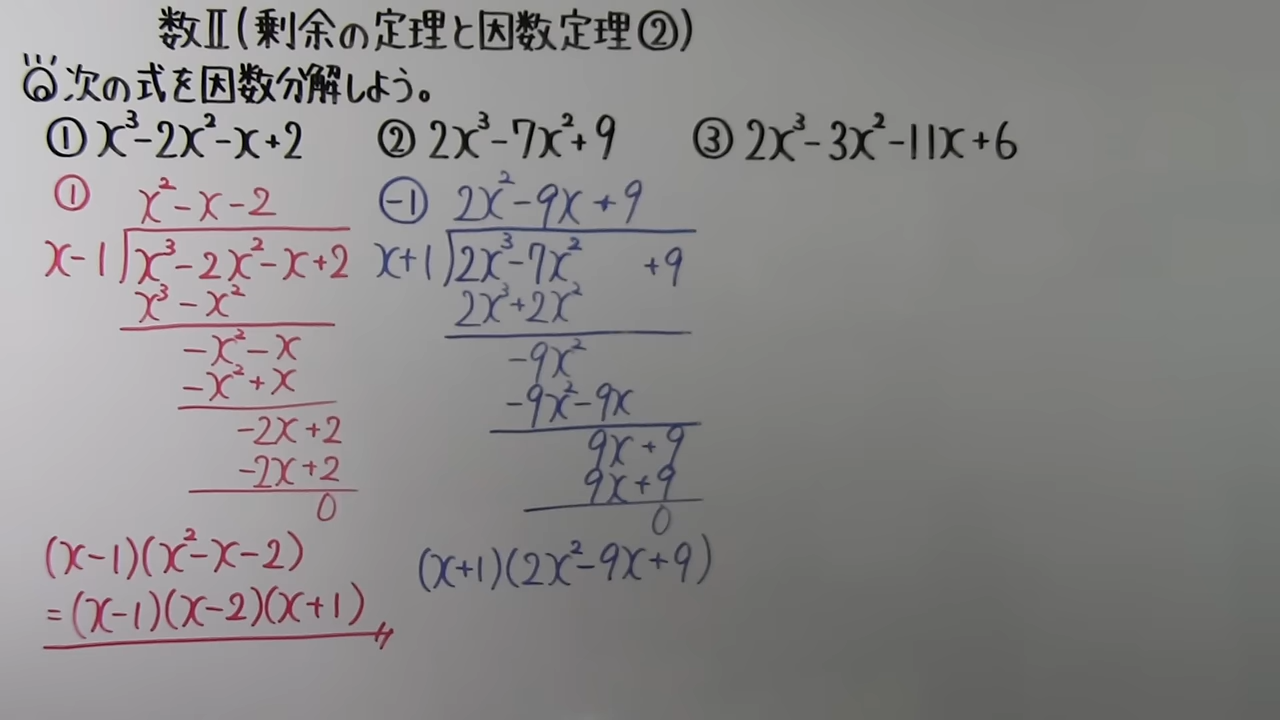 数Ⅱ(剰余の定理と因数定理②)
◎次の式を因数分解しよう。
① x³-2x²-x+2 ② 2x³-7x²+9 ③ 2x³-3x²-11x+6
① x²-x-2
x-1 x³-2x²-x+2
x³-x²
-x²-x
-x²+x
-2x+2
-2x+2
0
(x-1)(x²-x-2)
=(x-1)(x-2)(x+1)
-1 2x²-9x+9
x+1 2x³-7x² +9
2x³+2x²
-9x²
-9x²-9x
9x+9
9x+9
0
(x+1)(2x²-9x+9)